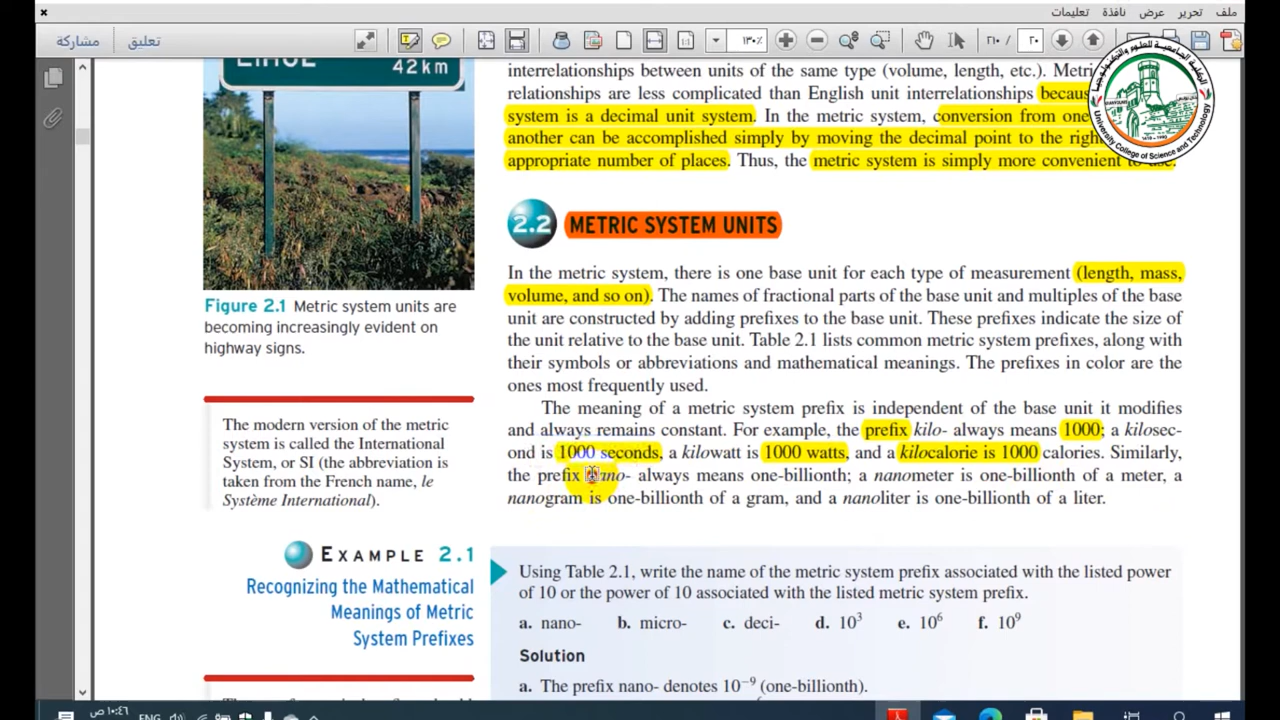 ملف تحرير عرض نافذة تعليمات
مشاركة تعليق ١٣٠٪ ٢١٠ / ٢٠
42 km
interrelationships between units of the same type (volume, length, etc.). Metri
relationships are less complicated than English unit interrelationships becaus
system is a decimal unit system. In the metric system, conversion from one
another can be accomplished simply by moving the decimal point to the righ
appropriate number of places. Thus, the metric system is simply more convenient to use.
University College of Science and Technology
2.2 METRIC SYSTEM UNITS
In the metric system, there is one base unit for each type of measurement (length, mass,
volume, and so on). The names of fractional parts of the base unit and multiples of the base
unit are constructed by adding prefixes to the base unit. These prefixes indicate the size of
the unit relative to the base unit. Table 2.1 lists common metric system prefixes, along with
their symbols or abbreviations and mathematical meanings. The prefixes in color are the
ones most frequently used.
The meaning of a metric system prefix is independent of the base unit it modifies
and always remains constant. For example, the prefix kilo- always means 1000; a kilosec-
ond is 1000 seconds, a kilowatt is 1000 watts, and a kilocalorie is 1000 calories. Similarly,
the prefix nano- always means one-billionth; a nanometer is one-billionth of a meter, a
nanogram is one-billionth of a gram, and a nanoliter is one-billionth of a liter.
Figure 2.1 Metric system units are
becoming increasingly evident on
highway signs.
The modern version of the metric
system is called the International
System, or SI (the abbreviation is
taken from the French name, le
Système International).
EXAMPLE 2.1
Recognizing the Mathematical
Meanings of Metric
System Prefixes
Using Table 2.1, write the name of the metric system prefix associated with the listed power
of 10 or the power of 10 associated with the listed metric system prefix.
a. nano- b. micro- c. deci- d. 10³ e. 10⁶ f. 10⁹
Solution
a. The prefix nano- denotes 10⁻⁹ (one-billionth).
ENG ١٠:٤٦ ص